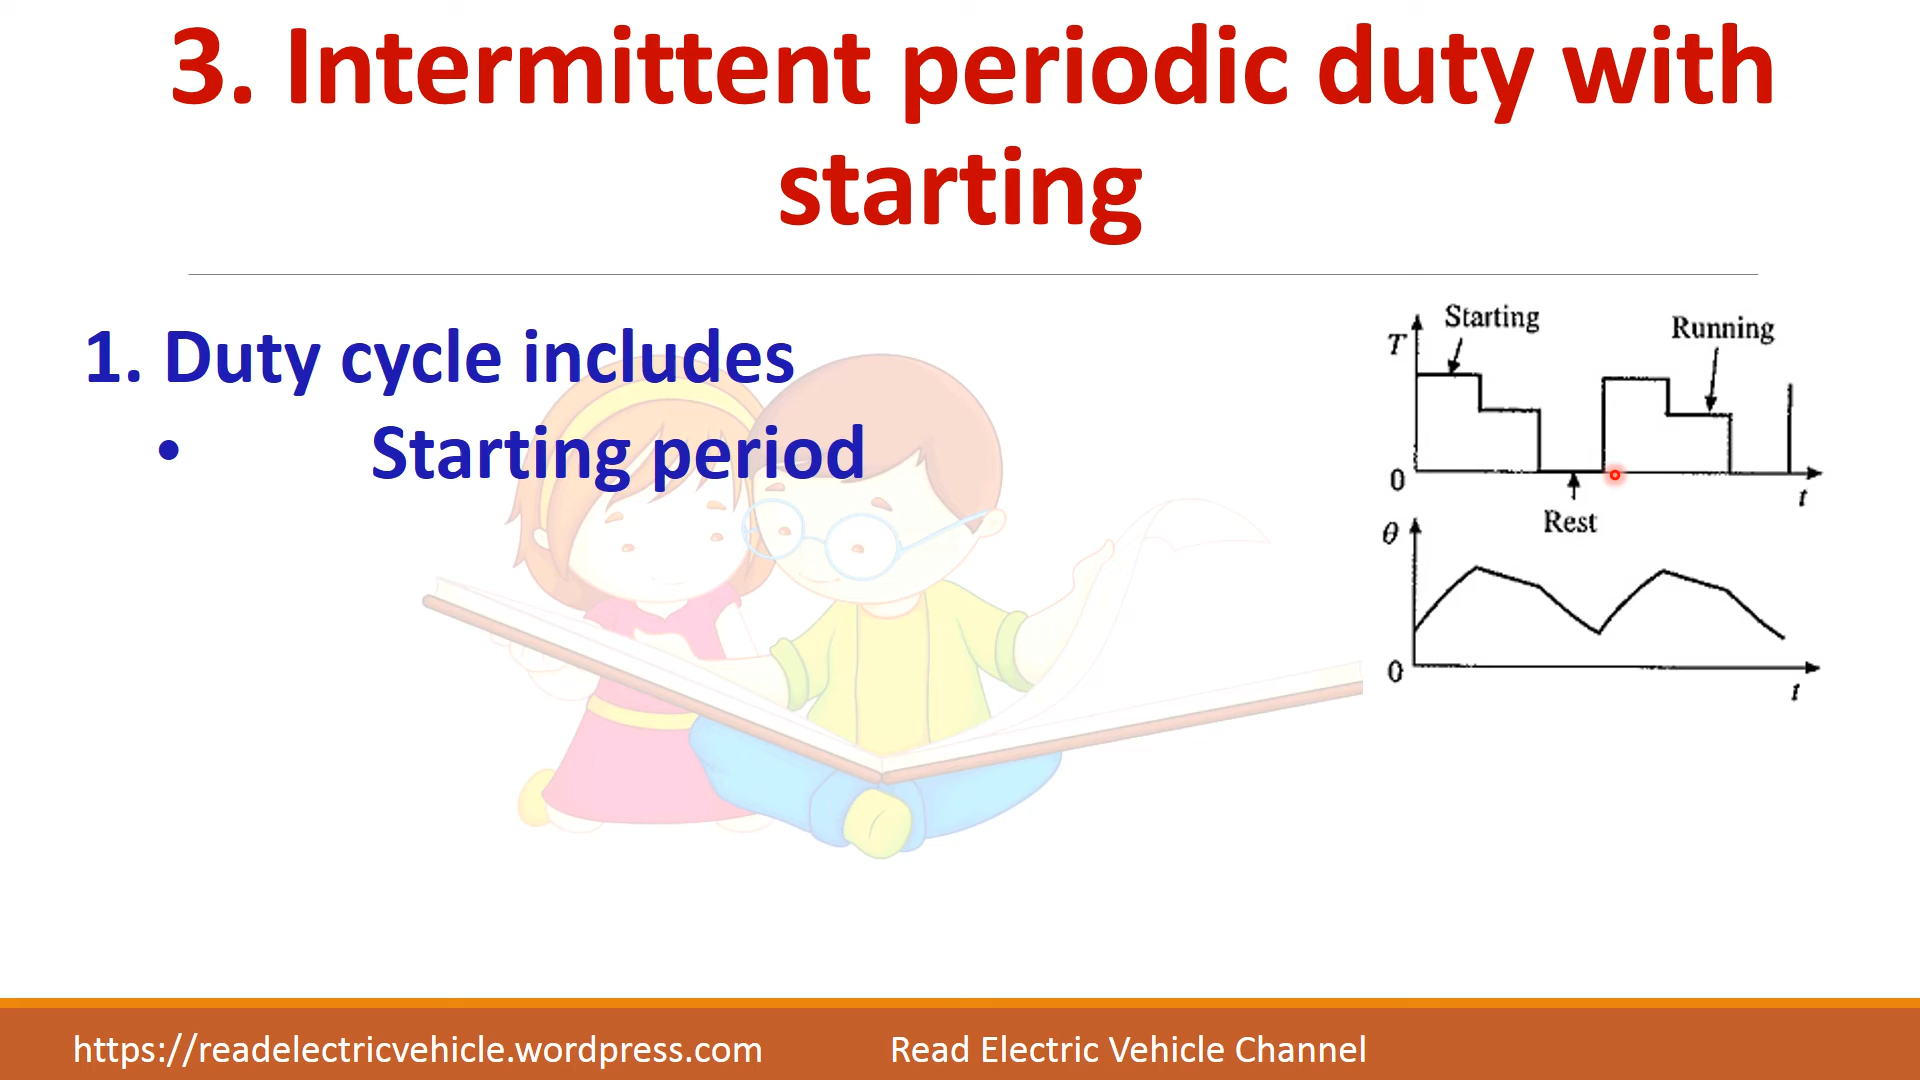 3. Intermittent periodic duty with
starting
1. Duty cycle includes
• Starting period
Starting
Running
T
0
t
Rest
θ
0
t
https://readelectricvehicle.wordpress.com
Read Electric Vehicle Channel